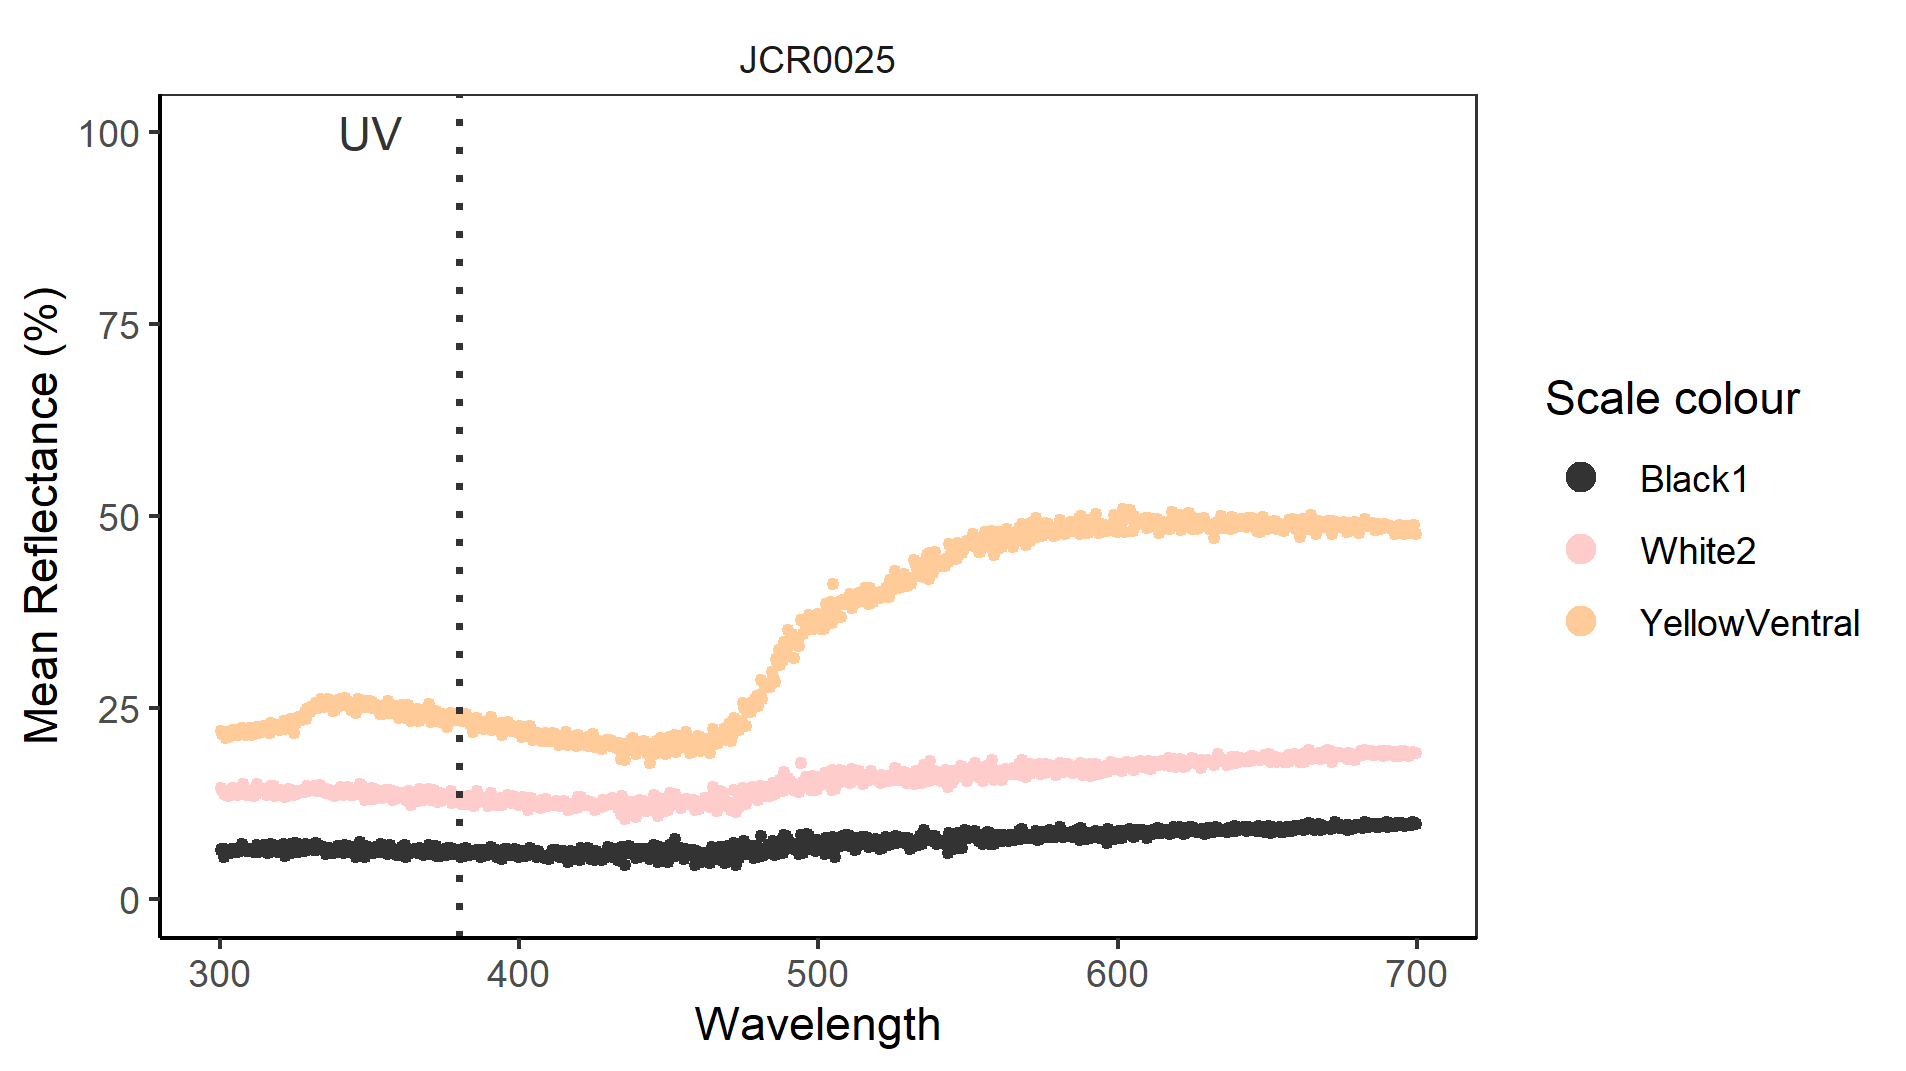 JCR0025
UV
100
75
50
25
0
Mean Reflectance (%)
300 400 500 600 700
Wavelength
Scale colour
Black1
White2
YellowVentral